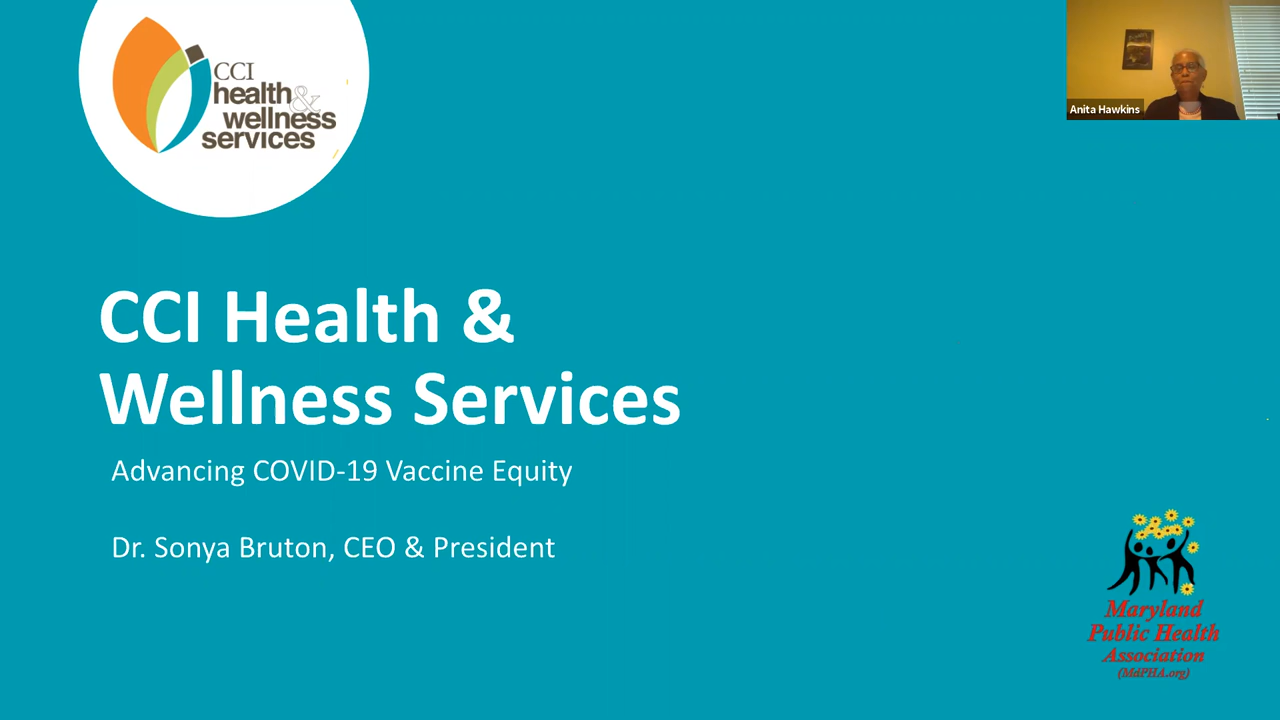 CCI
health &
wellness
services
Anita Hawkins
CCI Health &
Wellness Services
Advancing COVID-19 Vaccine Equity
Dr. Sonya Bruton, CEO & President
Maryland
Public Health
Association
(MdPHA.org)